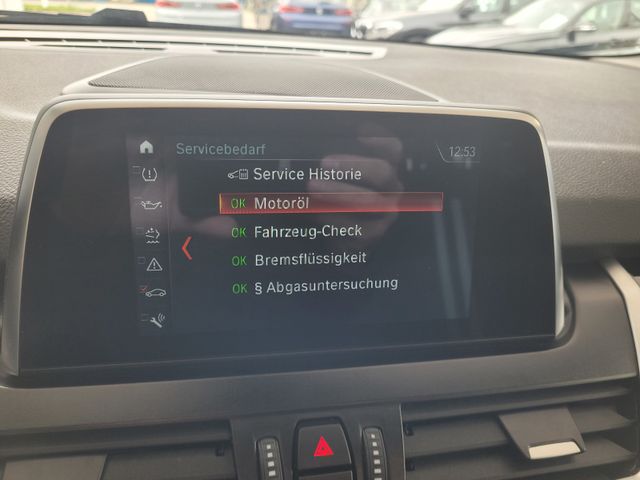 Servicebedarf
12:53
Service Historie
OK Motoröl
OK Fahrzeug-Check
OK Bremsflüssigkeit
OK § Abgasuntersuchung